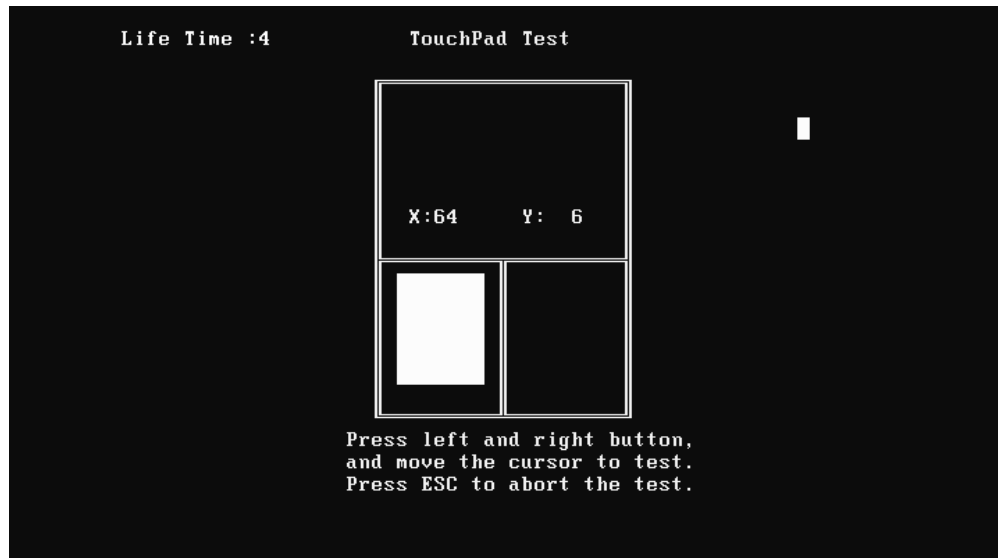 Life Time :4 TouchPad Test
X:64 Y: 6
Press left and right button,
and move the cursor to test.
Press ESC to abort the test.